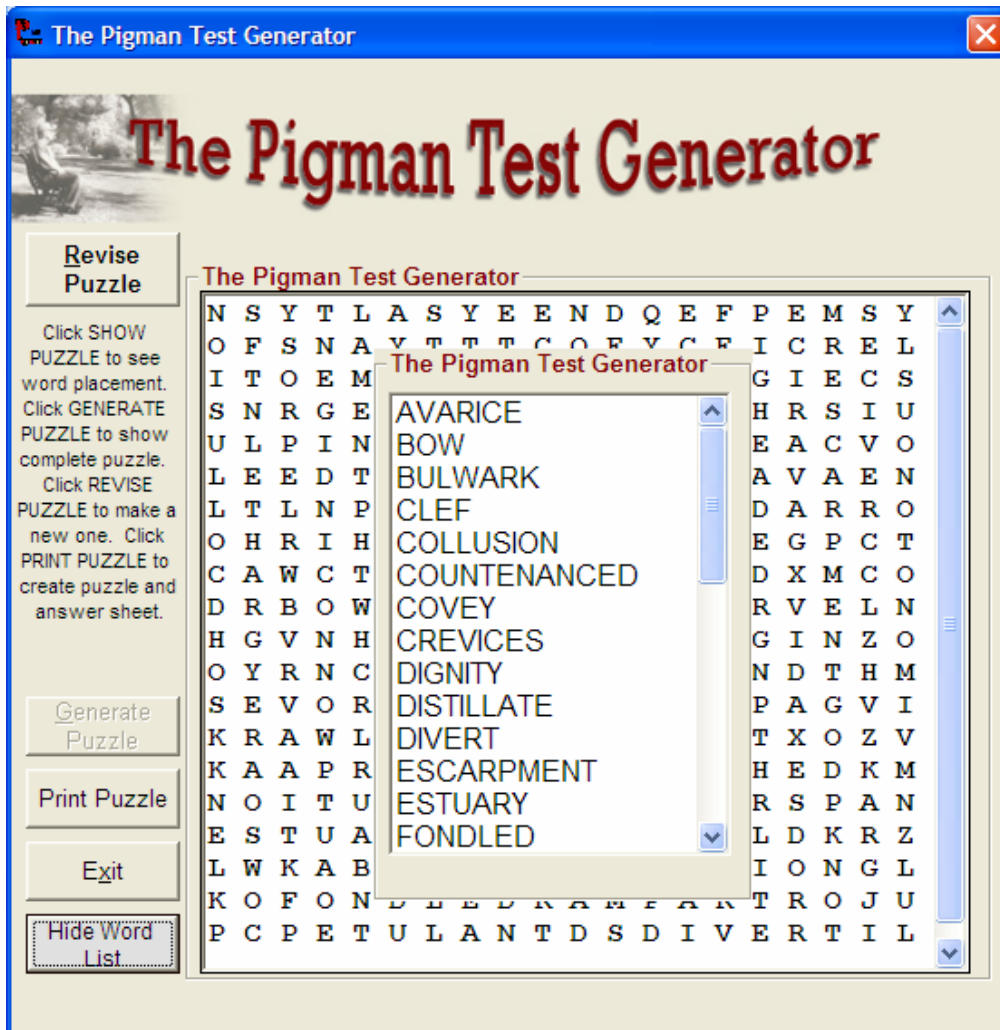 The Pigman Test Generator
The Pigman Test Generator
Revise
Puzzle
Click SHOW
PUZZLE to see
word placement.
Click GENERATE
PUZZLE to show
complete puzzle.
Click REVISE
PUZZLE to make a
new one. Click
PRINT PUZZLE to
create puzzle and
answer sheet.
Generate
Puzzle
Print Puzzle
Exit
Hide Word
List
The Pigman Test Generator
N S Y T L A S Y E E N D Q E F P E M S Y
O F S N A I C R E L
I T O E M G I E C S
S N R G E H R S I U
U L P I N E A C V O
L E E D T A V A E N
L T L N P D A R R O
O H R I H E G P C T
C A W C T D X M C O
D R B O W R V E L N
H G V N H G I N Z O
O Y R N C N D T H M
S E V O R P A G V I
K R A W L T X O Z V
K A A P R H E D K M
N O I T U R S P A N
E S T U A L D K R Z
L W K A B I O N G L
K O F O N D L E D R A M P A R T R O J U
P C P E T U L A N T D S D I V E R T I L
The Pigman Test Generator
AVARICE
BOW
BULWARK
CLEF
COLLUSION
COUNTENANCED
COVEY
CREVICES
DIGNITY
DISTILLATE
DIVERT
ESCARPMENT
ESTUARY
FONDLED